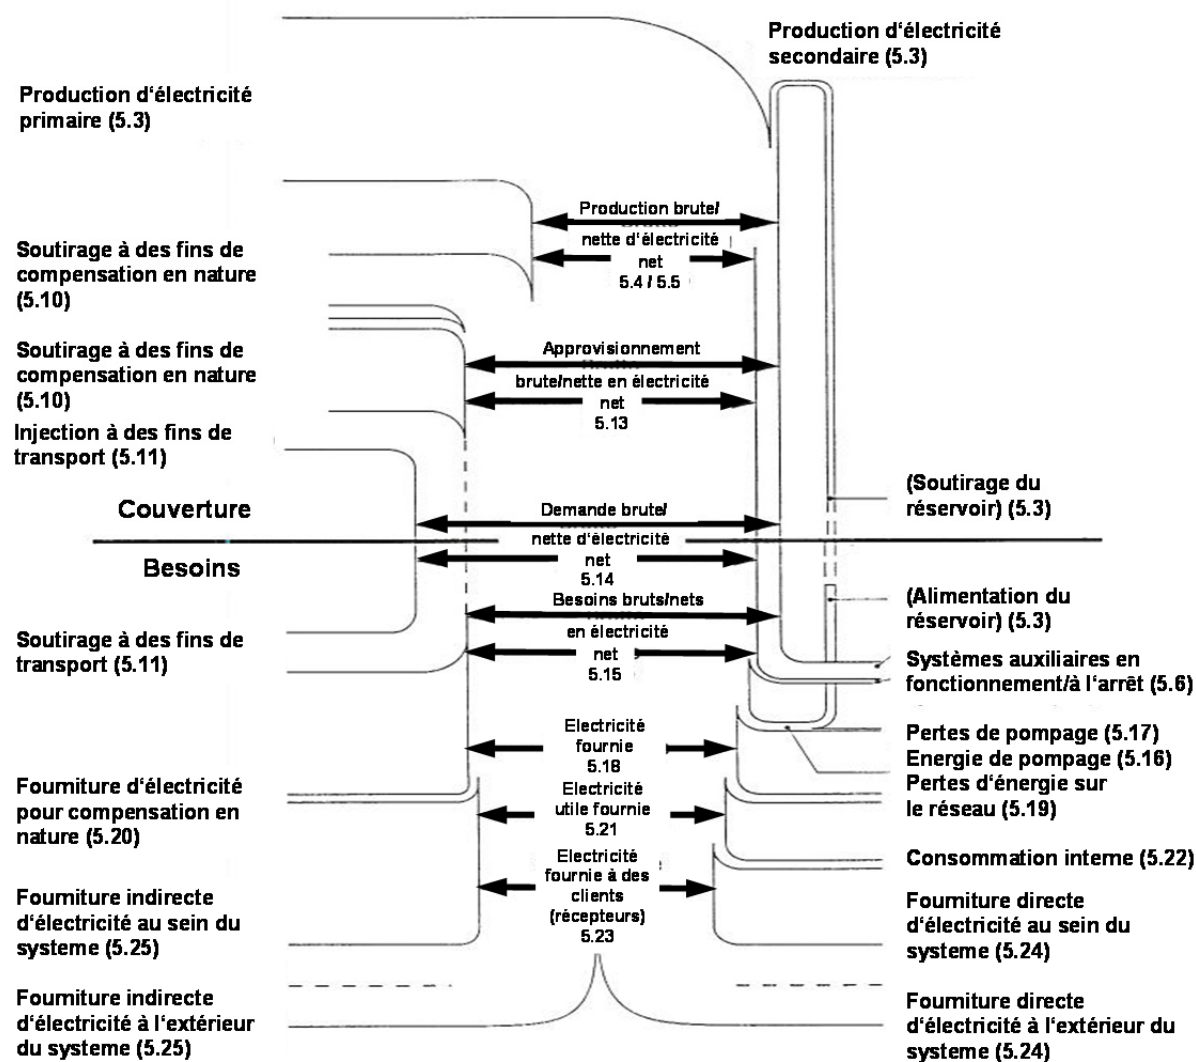 Production d'électricité
secondaire (5.3)
Production d'électricité
primaire (5.3)
Production brute/
nette d'électricité
net
5.4 / 5.5
Soutirage à des fins de
compensation en nature
(5.10)
Soutirage à des fins de
compensation en nature
(5.10)
Approvisionnement
brute/nette en électricité
net
5.13
Injection à des fins de
transport (5.11)
Couverture
Demande brute/
nette d'électricité
net
5.14
(Soutirage du
réservoir) (5.3)
Besoins
Besoins bruts/nets
en électricité
net
5.15
(Alimentation du
réservoir) (5.3)
Soutirage à des fins de
transport (5.11)
Systèmes auxiliaires en
fonctionnement/à l'arrêt (5.6)
Electricité
fournie
5.18
Pertes de pompage (5.17)
Energie de pompage (5.16)
Pertes d'énergie sur
le réseau (5.19)
Fourniture d'électricité
pour compensation en
nature (5.20)
Electricité
utile fournie
5.21
Consommation interne (5.22)
Electricité
fournie à des
clients
(récepteurs)
5.23
Fourniture indirecte
d'électricité au sein du
systeme (5.25)
Fourniture directe
d'électricité au sein du
systeme (5.24)
Fourniture indirecte
d'électricité à l'extérieur
du systeme (5.25)
Fourniture directe
d'électricité à l'extérieur du
systeme (5.24)